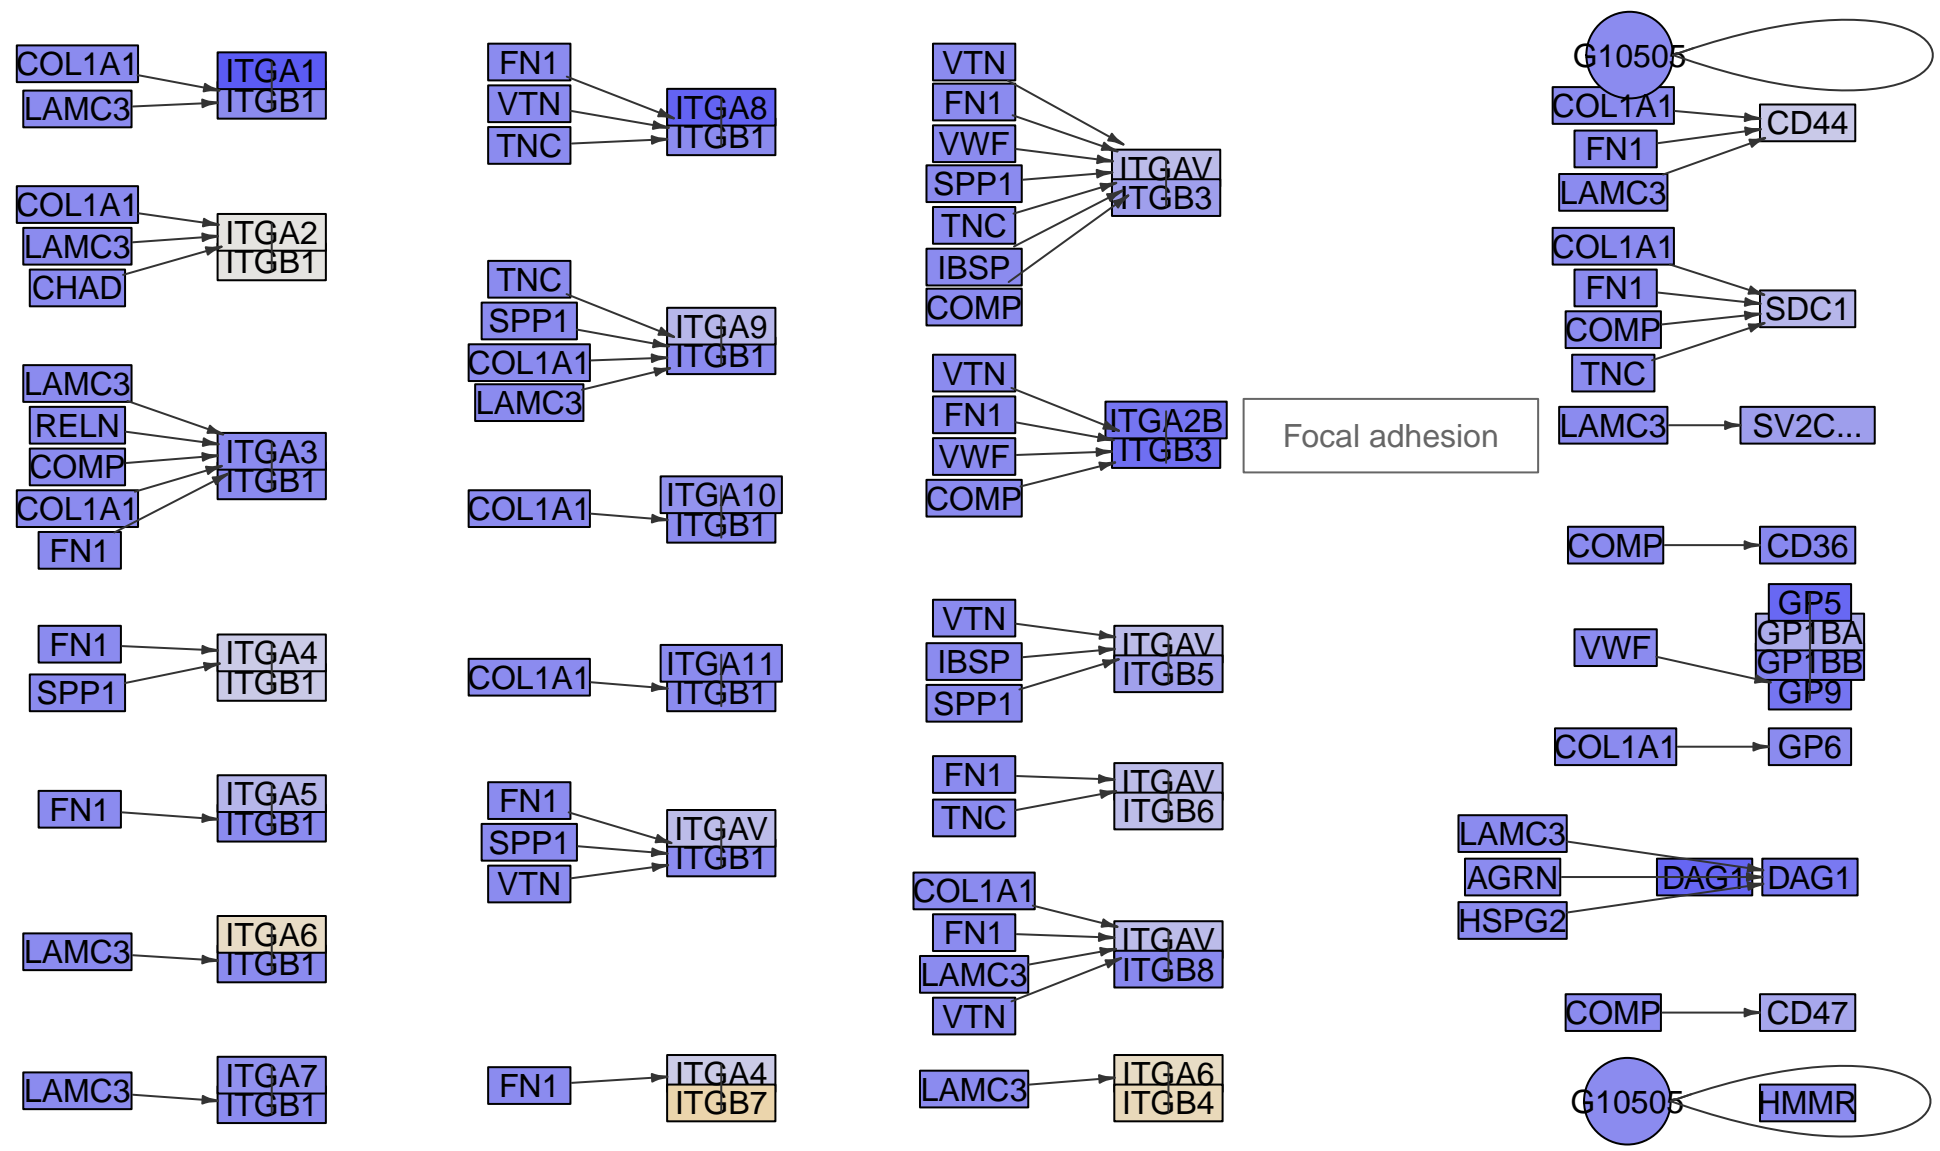 COL1A1
LAMC3
ITGA1
ITGB1
COL1A1
LAMC3
CHAD
ITGA2
ITGB1
LAMC3
RELN
COMP
COL1A1
FN1
ITGA3
ITGB1
FN1
SPP1
ITGA4
ITGB1
FN1
ITGA5
ITGB1
LAMC3
ITGA6
ITGB1
LAMC3
ITGA7
ITGB1
FN1
VTN
TNC
ITGA8
ITGB1
TNC
SPP1
COL1A1
LAMC3
ITGA9
ITGB1
COL1A1
ITGA10
ITGB1
COL1A1
ITGA11
ITGB1
FN1
SPP1
VTN
ITGAV
ITGB1
FN1
ITGA4
ITGB7
VTN
FN1
VWF
SPP1
TNC
IBSP
COMP
ITGAV
ITGB3
VTN
FN1
VWF
COMP
ITGA2B
ITGB3
Focal adhesion
VTN
IBSP
SPP1
ITGAV
ITGB5
FN1
TNC
ITGAV
ITGB6
COL1A1
FN1
LAMC3
VTN
ITGAV
ITGB8
LAMC3
ITGA6
ITGB4
G10505
COL1A1
FN1
LAMC3
CD44
COL1A1
FN1
COMP
TNC
SDC1
LAMC3
SV2C...
COMP
CD36
VWF
GP5
GP1BA
GP1BB
GP9
COL1A1
GP6
LAMC3
AGRN
HSPG2
DAG1
DAG1
COMP
CD47
G10505
HMMR